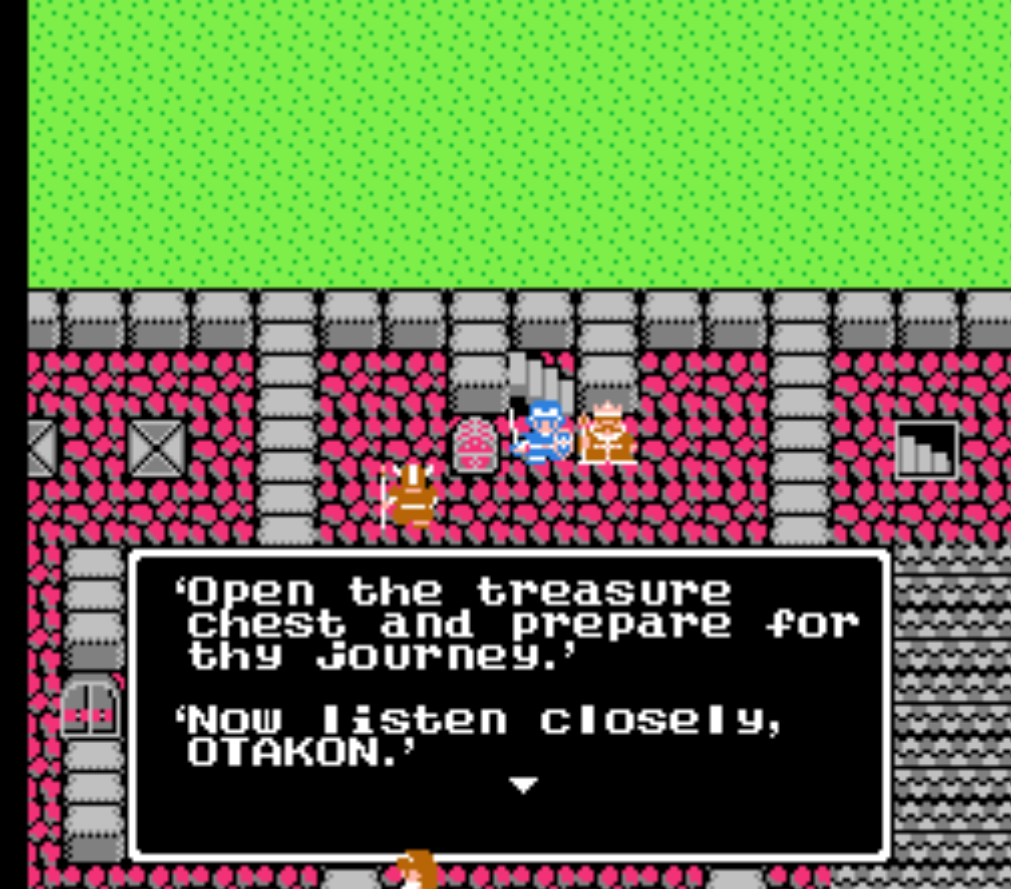 ‘Open the treasure
chest and prepare for
thy journey.’
‘Now listen closely,
OTAKON.’